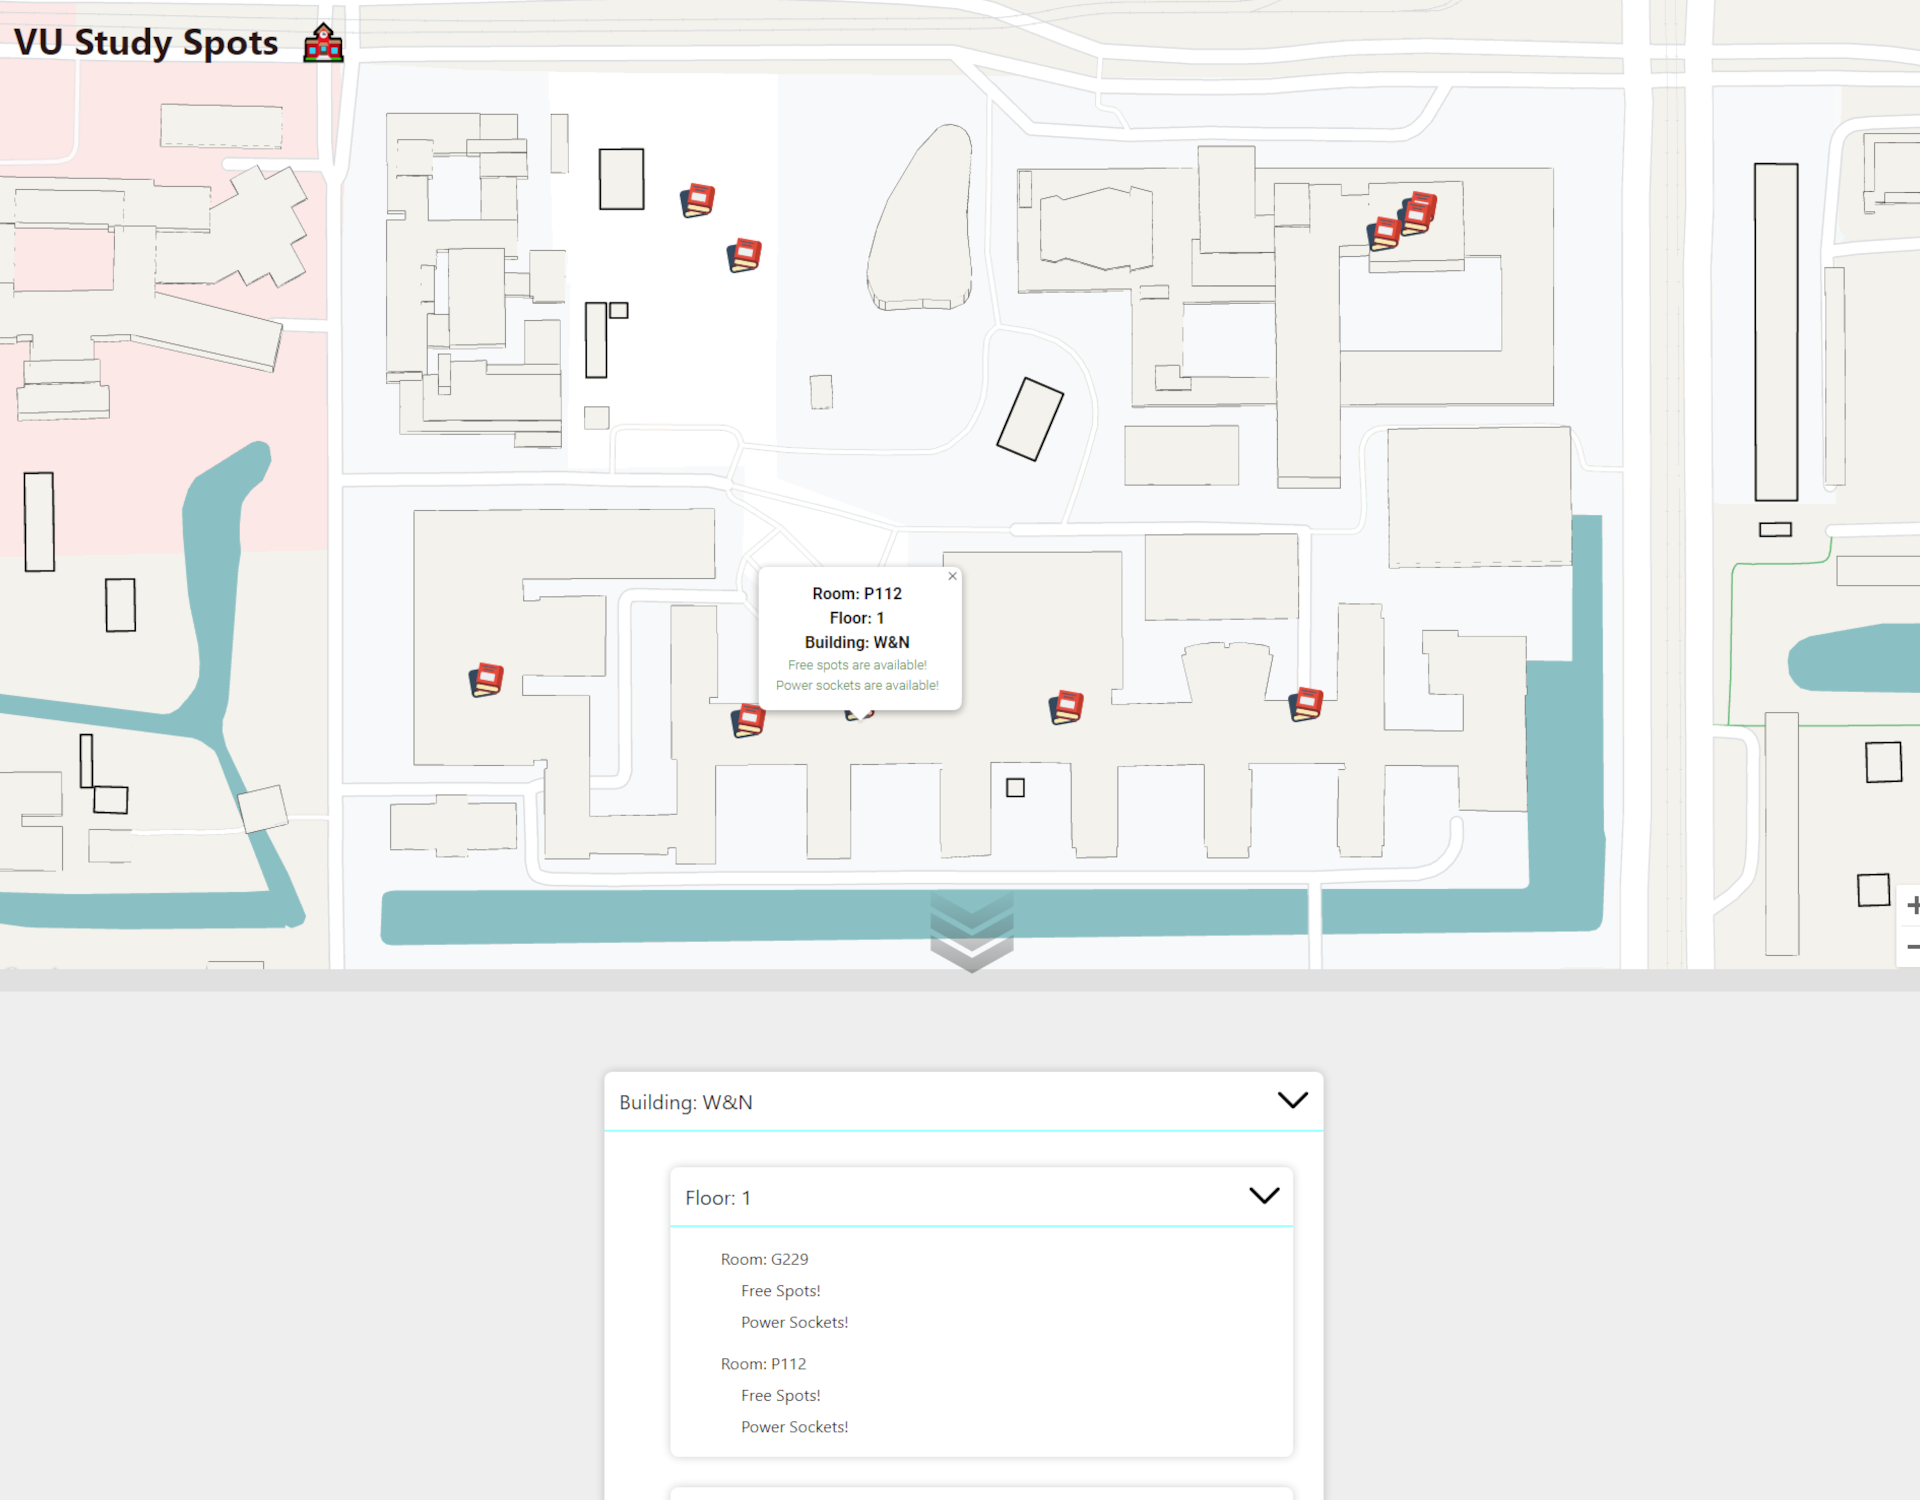 VU Study Spots
×
Room: P112
Floor: 1
Building: W&N
Free spots are available!
Power sockets are available!
+
−
Building: W&N
Floor: 1
Room: G229
Free Spots!
Power Sockets!
Room: P112
Free Spots!
Power Sockets!